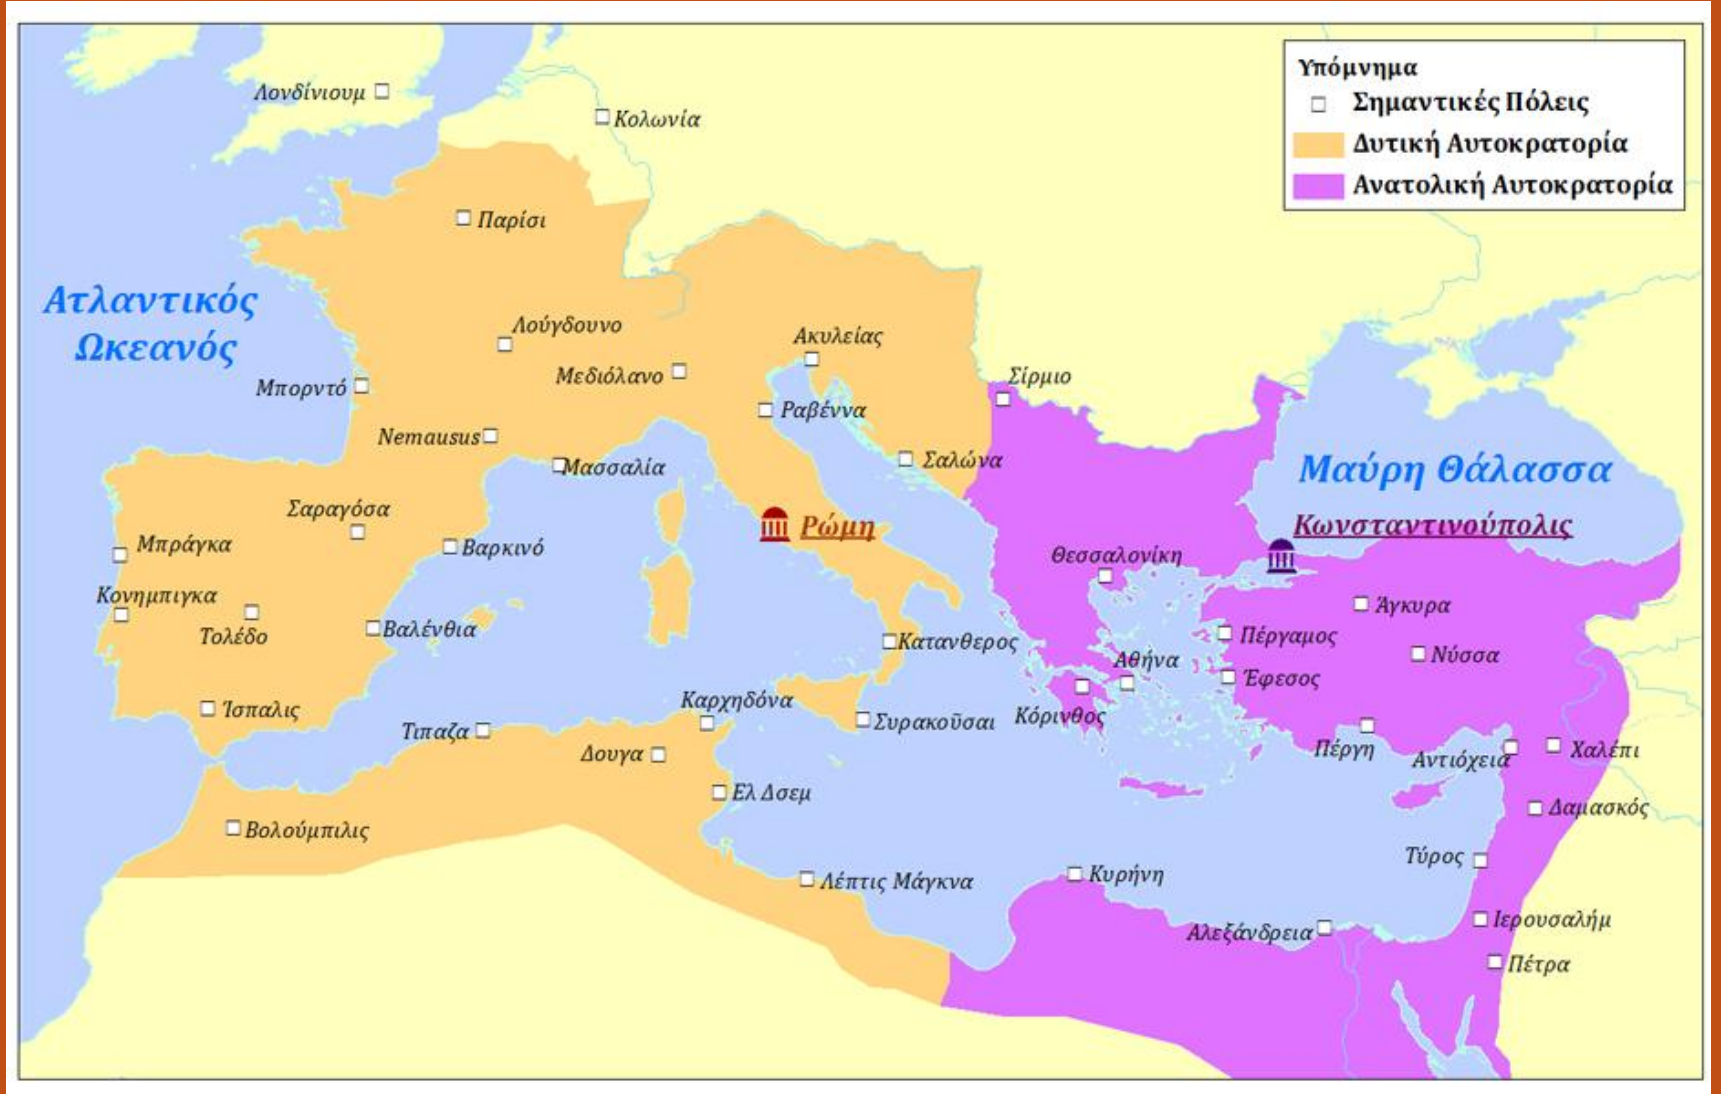 Υπόμνημα
Σημαντικές Πόλεις
Δυτική Αυτοκρατορία
Ανατολική Αυτοκρατορία
Λονδίνιουμ
Κολωνία
Παρίσι
Ατλαντικός
Ωκεανός
Λούγδουνο
Ακυλείας
Μεδιόλανο
Σίρμιο
Μπορντό
Ραβέννα
Nemausus
Μασσαλία
Σαλώνα
Μαύρη Θάλασσα
Σαραγόσα
Ρώμη
Κωνσταντινούπολις
Μπράγκα
Βαρκινό
Θεσσαλονίκη
Κονημπιγκα
Άγκυρα
Τολέδο
Βαλένθια
Κατανθερος
Πέργαμος
Αθήνα
Νύσσα
Έφεσος
Ίσπαλις
Καρχηδόνα
Συρακοῦσαι
Κόρινθος
Τιπαζα
Δουγα
Πέργη
Αντιόχεια
Χαλέπι
Ελ Δσεμ
Δαμασκός
Βολούμπιλις
Τύρος
Λέπτις Μάγκνα
Κυρήνη
Αλεξάνδρεια
Ιερουσαλήμ
Πέτρα